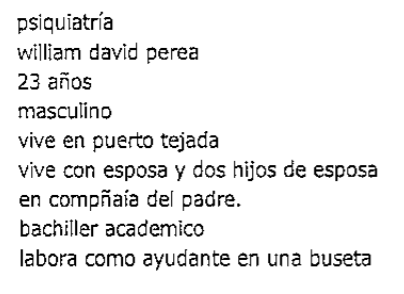 psiquiatría
william david perea
23 años
masculino
vive en puerto tejada
vive con esposa y dos hijos de esposa
en compñaía del padre.
bachiller academico
labora como ayudante en una buseta